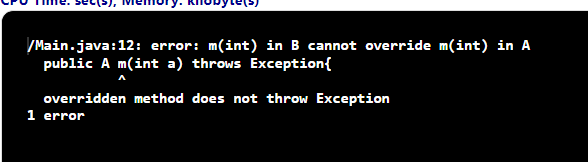 CPU Time: sec(s), Memory: kilobyte(s)
/Main.java:12: error: m(int) in B cannot override m(int) in A
public A m(int a) throws Exception{
^
overridden method does not throw Exception
1 error